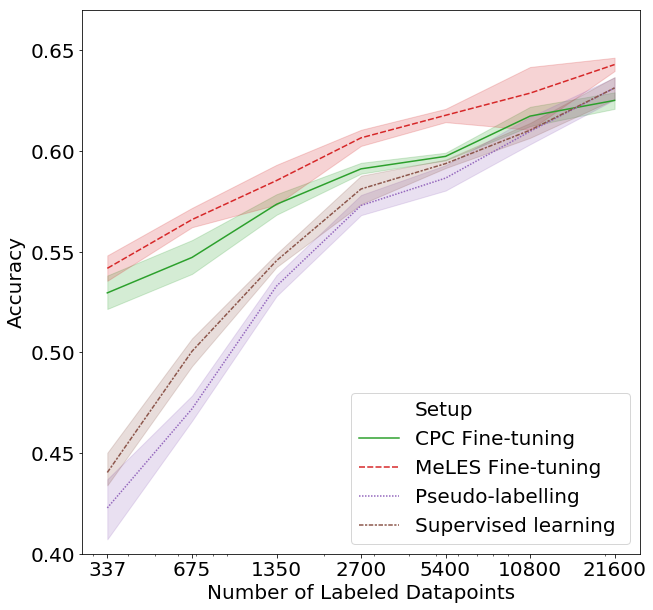 0.65
0.60
0.55
0.50
0.45
0.40
Accuracy
Setup
CPC Fine-tuning
MeLES Fine-tuning
Pseudo-labelling
Supervised learning
337 675 1350 2700 5400 10800 21600
Number of Labeled Datapoints